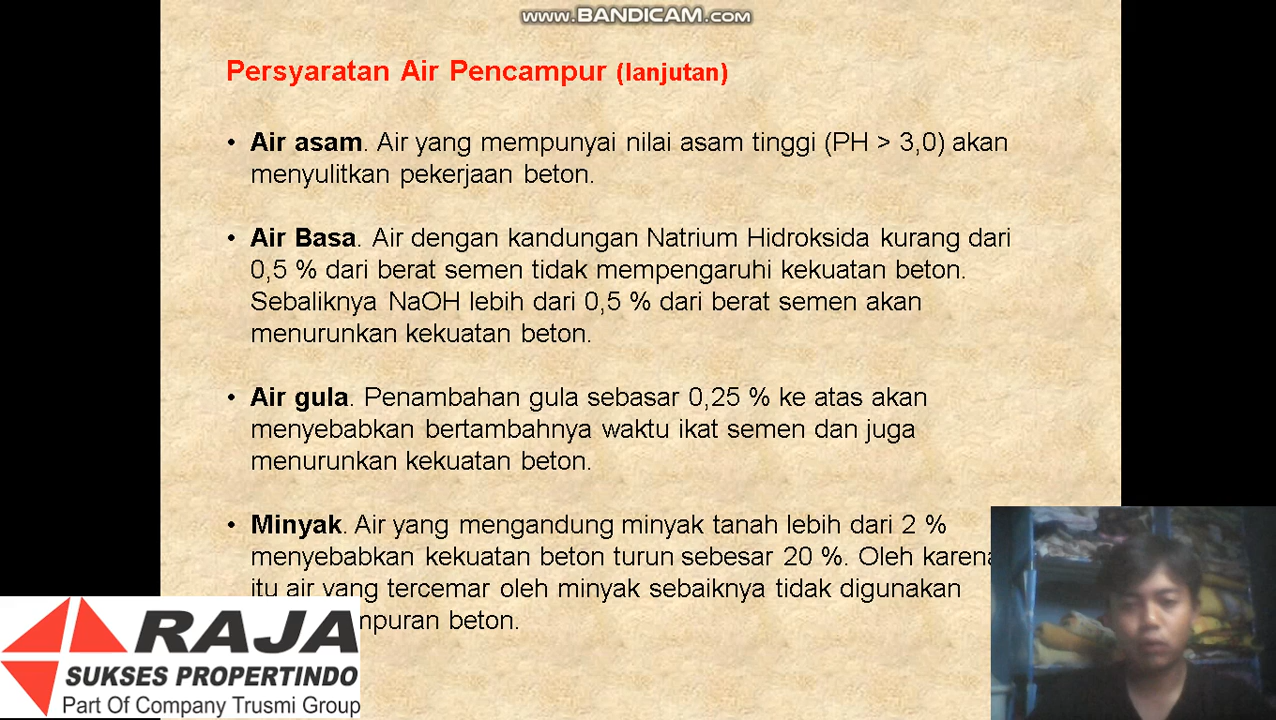 www.BANDICAM.com
Persyaratan Air Pencampur (lanjutan)
• Air asam. Air yang mempunyai nilai asam tinggi (PH > 3,0) akan
menyulitkan pekerjaan beton.
• Air Basa. Air dengan kandungan Natrium Hidroksida kurang dari
0,5 % dari berat semen tidak mempengaruhi kekuatan beton.
Sebaliknya NaOH lebih dari 0,5 % dari berat semen akan
menurunkan kekuatan beton.
• Air gula. Penambahan gula sebasar 0,25 % ke atas akan
menyebabkan bertambahnya waktu ikat semen dan juga
menurunkan kekuatan beton.
• Minyak. Air yang mengandung minyak tanah lebih dari 2 %
menyebabkan kekuatan beton turun sebesar 20 %. Oleh karena
itu air yang tercemar oleh minyak sebaiknya tidak digunakan
beton.
RAJA
SUKSES PROPERTINDO
Part Of Company Trusmi Group